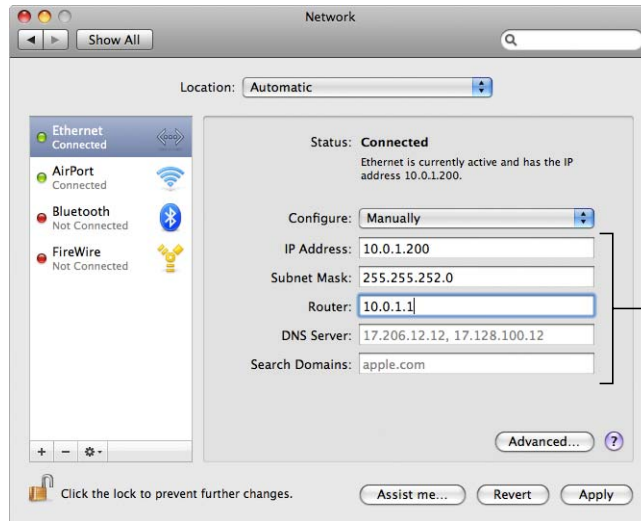 Network
Show All
Location: Automatic
Ethernet
Connected
AirPort
Connected
Bluetooth
Not Connected
FireWire
Not Connected
Status: Connected
Ethernet is currently active and has the IP
address 10.0.1.200.
Configure: Manually
IP Address: 10.0.1.200
Subnet Mask: 255.255.252.0
Router: 10.0.1.1
DNS Server: 17.206.12.12, 17.128.100.12
Search Domains: apple.com
Advanced... ?
Click the lock to prevent further changes.
Assist me... Revert Apply